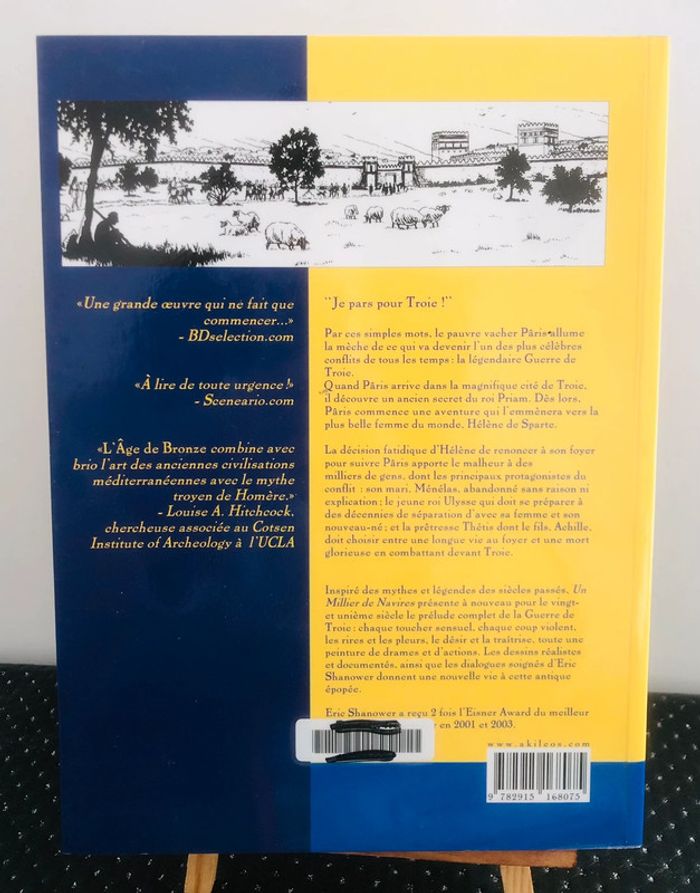 «Une grande œuvre qui ne fait que
commencer...»
- BDselection.com
«À lire de toute urgence !»
- Sceneario.com
«L'Âge de Bronze combine avec
brio l'art des anciennes civilisations
méditerranéennes avec le mythe
troyen de Homère.»
- Louise A. Hitchcock,
chercheuse associée au Cotsen
Institute of Archeology à l'UCLA
"Je pars pour Troie !"
Par ces simples mots, le pauvre vacher Pâris allume
la mèche de ce qui va devenir l'un des plus célèbres
conflits de tous les temps : la légendaire Guerre de
Troie.
Quand Pâris arrive dans la magnifique cité de Troie,
il découvre un ancien secret du roi Priam. Dès lors,
Pâris commence une aventure qui l'emmènera vers la
plus belle femme du monde, Hélène de Sparte.
La décision fatidique d'Hélène de renoncer à son foyer
pour suivre Pâris apporte le malheur à des
milliers de gens, dont les principaux protagonistes du
conflit : son mari, Ménélas, abandonné sans raison ni
explication ; le jeune roi Ulysse qui doit se préparer à
des décennies de séparation d'avec sa femme et son
nouveau-né ; et la prêtresse Thétis dont le fils, Achille,
doit choisir entre une longue vie au foyer et une mort
glorieuse en combattant devant Troie.
Inspiré des mythes et légendes des siècles passés, Un
Millier de Navires présente à nouveau pour le vingt-
et unième siècle le prélude complet de la Guerre de
Troie : chaque toucher sensuel, chaque coup violent,
les rires et les pleurs, le désir et la traîtrise, toute une
peinture de drames et d'actions. Les dessins réalistes
et documentés, ainsi que les dialogues soignés d'Eric
Shanower donnent une nouvelle vie à cette antique
épopée.
Eric Shanower a reçu 2 fois l'Eisner Award du meilleur
en 2001 et 2003.
www.akileos.com
9 782915 168075